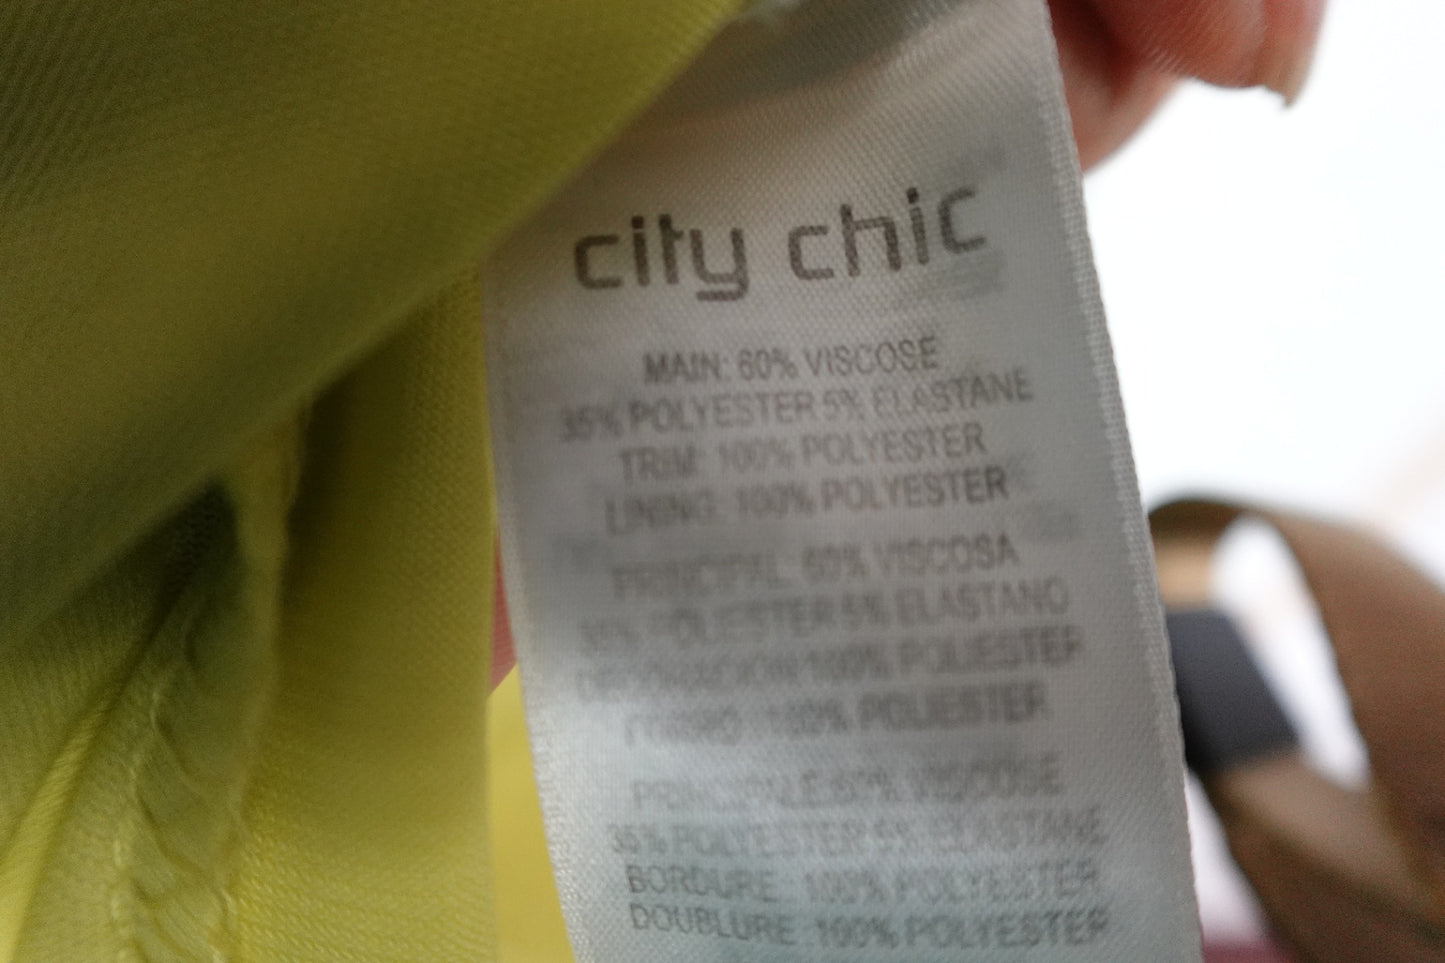 city chic
MAIN: 60% VISCOSE
35% POLYESTER 5% ELASTANE
TRIM: 100% POLYESTER
LINING: 100% POLYESTER
PRINCIPAL: 60% VISCOSA
35% POLIESTER 5% ELASTANO
DECORACION: 100% POLIESTER
FORRO: 100% POLIESTER
PRINCIPALE: 60% VISCOSE
35% POLYESTER 5% ELASTANE
BORDURE : 100% POLYESTER
DOUBLURE : 100% POLYESTER